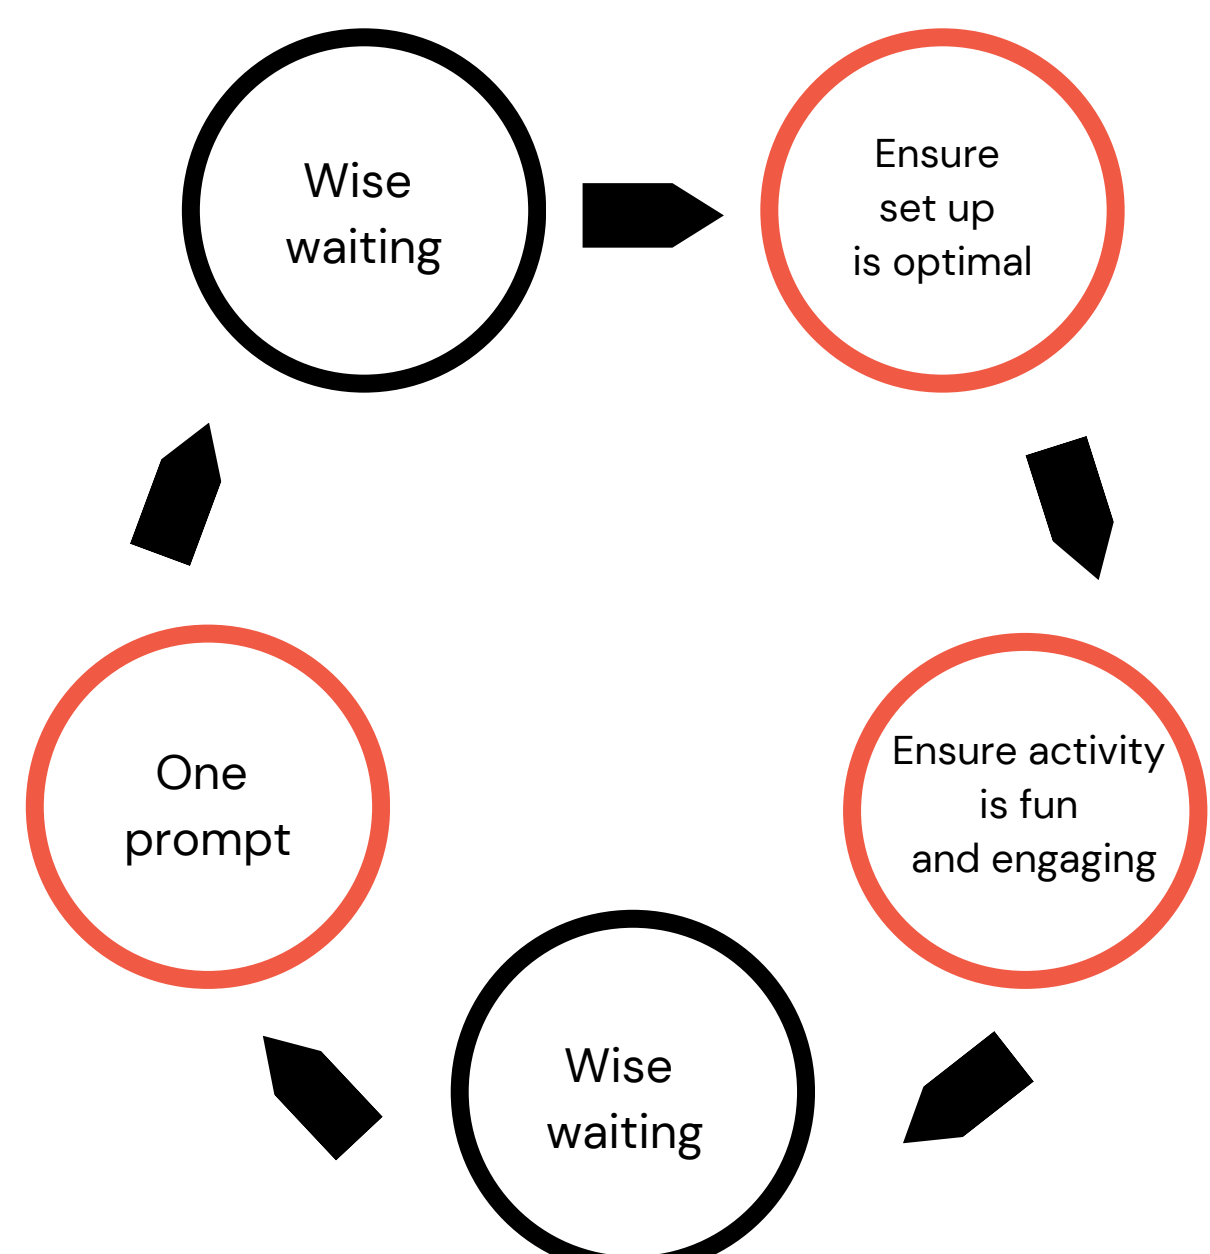 Wise
waiting
Ensure
set up
is optimal
Ensure activity
is fun
and engaging
Wise
waiting
One
prompt